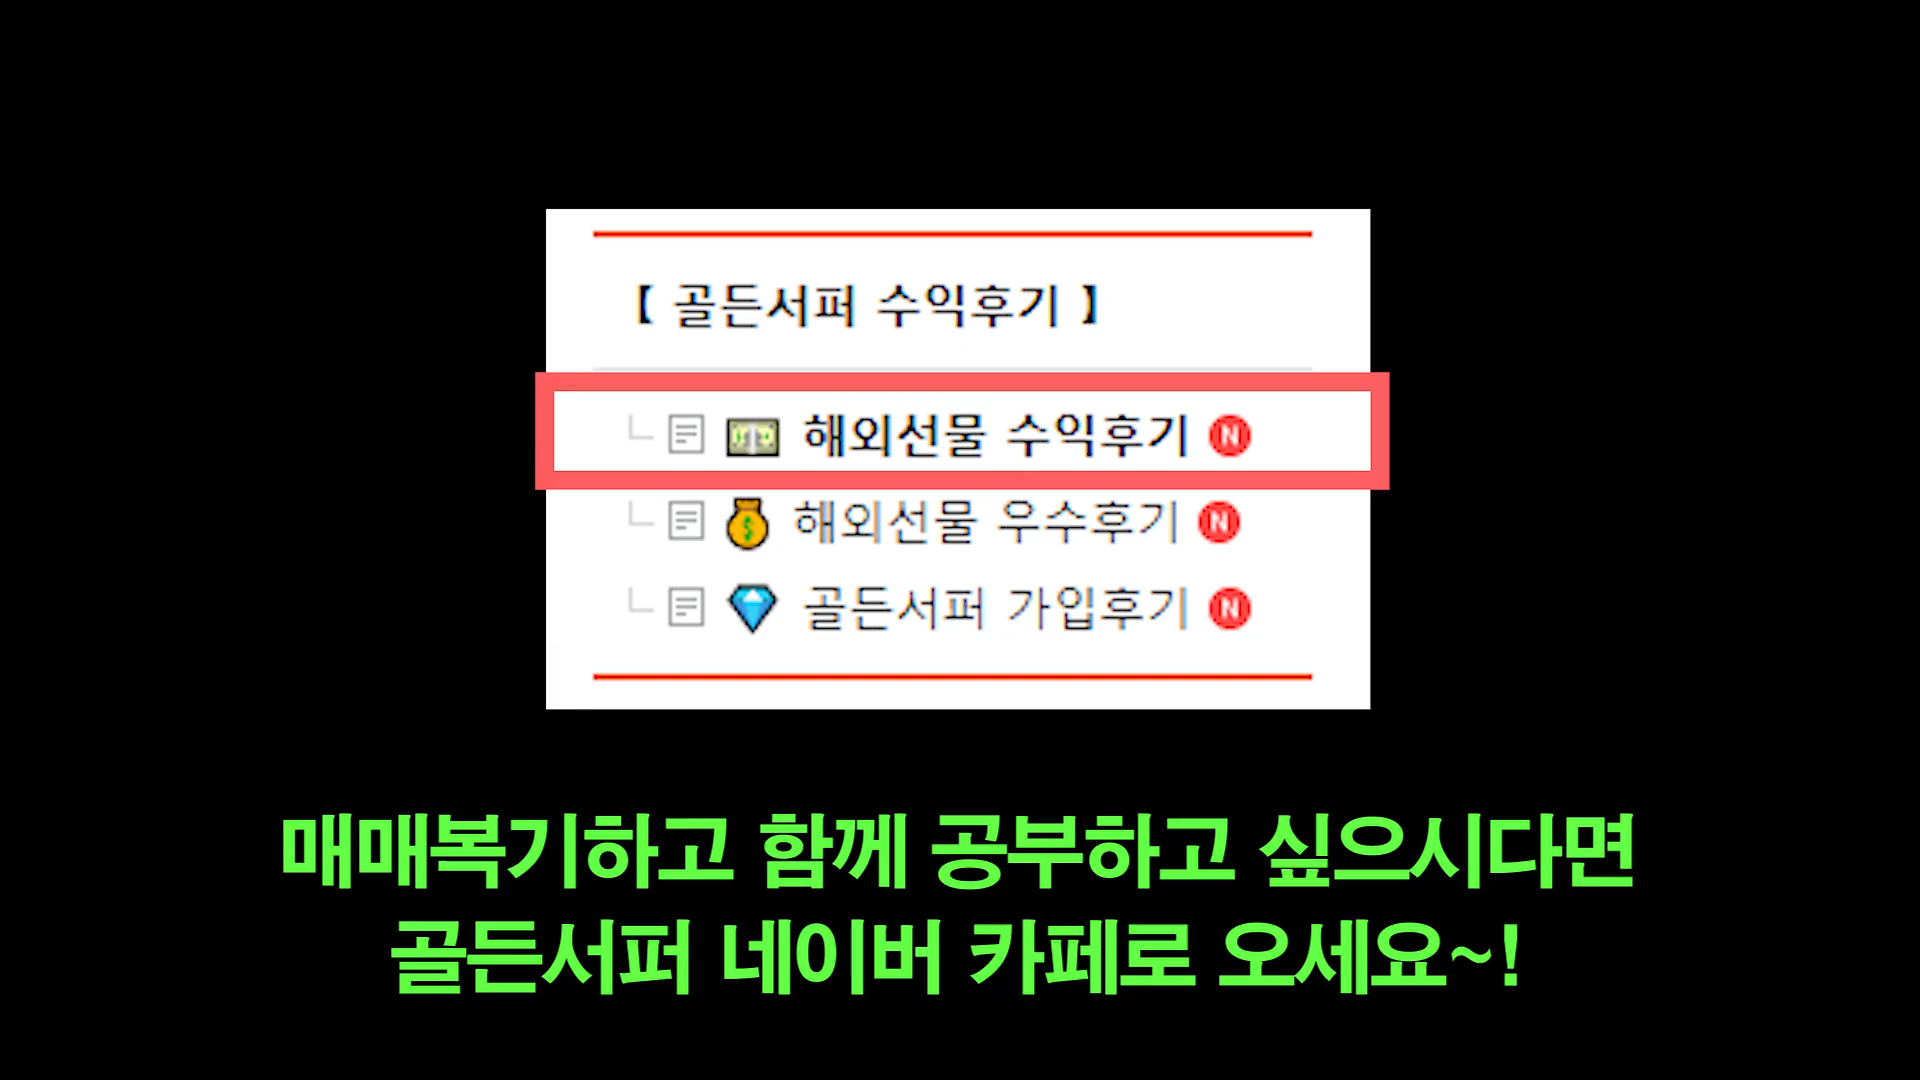 【 골든서퍼 수익후기 】
해외선물 수익후기 N
해외선물 우수후기 N
골든서퍼 가입후기 N
매매복기하고 함께 공부하고 싶으시다면
골든서퍼 네이버 카페로 오세요~!